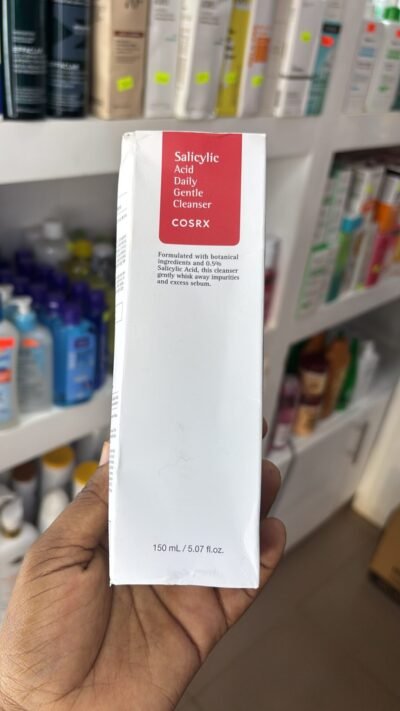 Salicylic
Acid
Daily
Gentle
Cleanser
COSRX
Formulated with botanical
ingredients and 0.5%
Salicylic Acid, this cleanser
gently whisk away impurities
and excess sebum.
150 mL / 5.07 fl.oz.